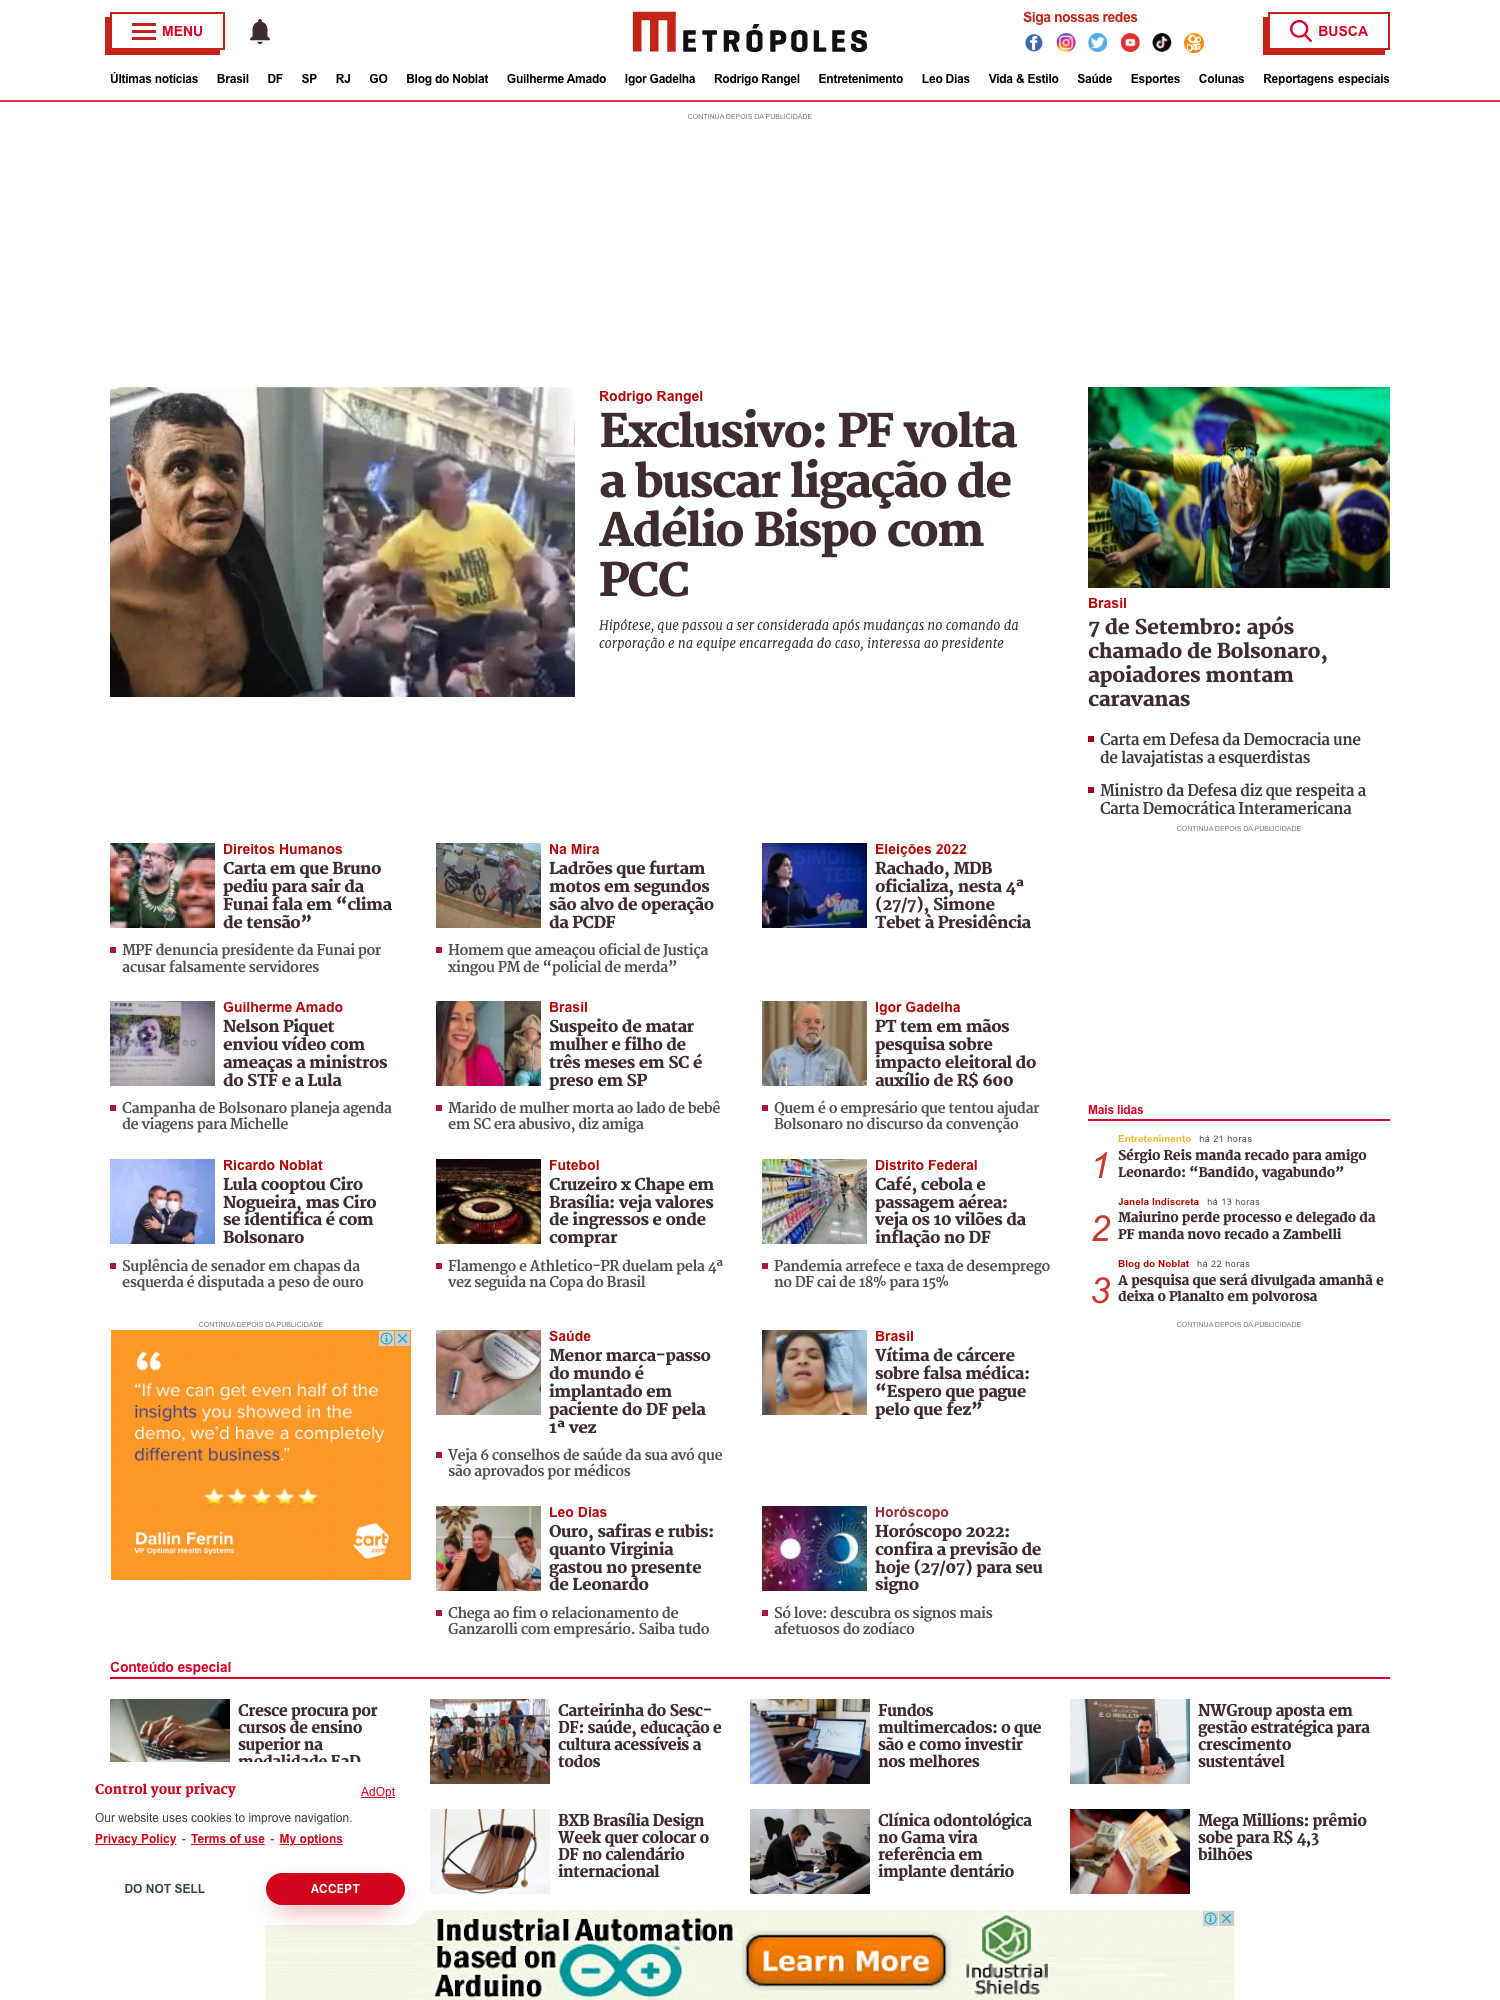 MENU
METRÓPOLES
Siga nossas redes
BUSCA
Últimas notícias Brasil DF SP RJ GO Blog do Noblat Guilherme Amado Igor Gadelha Rodrigo Rangel Entretenimento Leo Dias Vida & Estilo Saúde Esportes Colunas Reportagens especiais
CONTINUA DEPOIS DA PUBLICIDADE
Rodrigo Rangel
Exclusivo: PF volta
a buscar ligação de
Adélio Bispo com
PCC
Hipótese, que passou a ser considerada após mudanças no comando da
corporação e na equipe encarregada do caso, interessa ao presidente
Brasil
7 de Setembro: após
chamado de Bolsonaro,
apoiadores montam
caravanas
Carta em Defesa da Democracia une
de lavajatistas a esquerdistas
Ministro da Defesa diz que respeita a
Carta Democrática Interamericana
CONTINUA DEPOIS DA PUBLICIDADE
Direitos Humanos
Carta em que Bruno
pediu para sair da
Funai fala em “clima
de tensão”
MPF denuncia presidente da Funai por
acusar falsamente servidores
Na Mira
Ladrões que furtam
motos em segundos
são alvo de operação
da PCDF
Homem que ameaçou oficial de Justiça
xingou PM de “policial de merda”
Eleições 2022
Rachado, MDB
oficializa, nesta 4ª
(27/7), Simone
Tebet à Presidência
Guilherme Amado
Nelson Piquet
enviou vídeo com
ameaças a ministros
do STF e a Lula
Campanha de Bolsonaro planeja agenda
de viagens para Michelle
Brasil
Suspeito de matar
mulher e filho de
três meses em SC é
preso em SP
Marido de mulher morta ao lado de bebê
em SC era abusivo, diz amiga
Igor Gadelha
PT tem em mãos
pesquisa sobre
impacto eleitoral do
auxílio de R$ 600
Quem é o empresário que tentou ajudar
Bolsonaro no discurso da convenção
Mais lidas
Entretenimento há 21 horas
1 Sérgio Reis manda recado para amigo
Leonardo: “Bandido, vagabundo”
Janela Indiscreta há 13 horas
2 Maiurino perde processo e delegado da
PF manda novo recado a Zambelli
Blog do Noblat há 22 horas
3 A pesquisa que será divulgada amanhã e
deixa o Planalto em polvorosa
CONTINUA DEPOIS DA PUBLICIDADE
Ricardo Noblat
Lula cooptou Ciro
Nogueira, mas Ciro
se identifica é com
Bolsonaro
Suplência de senador em chapas da
esquerda é disputada a peso de ouro
Futebol
Cruzeiro x Chape em
Brasília: veja valores
de ingressos e onde
comprar
Flamengo e Athletico-PR duelam pela 4ª
vez seguida na Copa do Brasil
Distrito Federal
Café, cebola e
passagem aérea:
veja os 10 vilões da
inflação no DF
Pandemia arrefece e taxa de desemprego
no DF cai de 18% para 15%
CONTINUA DEPOIS DA PUBLICIDADE
“If we can get even half of the
insights you showed in the
demo, we’d have a completely
different business.”
Dallin Ferrin
VP Optimal Health Systems
cart
Saúde
Menor marca-passo
do mundo é
implantado em
paciente do DF pela
1ª vez
Veja 6 conselhos de saúde da sua avó que
são aprovados por médicos
Brasil
Vítima de cárcere
sobre falsa médica:
“Espero que pague
pelo que fez”
Leo Dias
Ouro, safiras e rubis:
quanto Virginia
gastou no presente
de Leonardo
Chega ao fim o relacionamento de
Ganzarolli com empresário. Saiba tudo
Horóscopo
Horóscopo 2022:
confira a previsão de
hoje (27/07) para seu
signo
Só love: descubra os signos mais
afetuosos do zodíaco
Conteúdo especial
Cresce procura por
cursos de ensino
superior na
modalidade EaD
Carteirinha do Sesc-
DF: saúde, educação e
cultura acessíveis a
todos
Fundos
multimercados: o que
são e como investir
nos melhores
NWGroup aposta em
gestão estratégica para
crescimento
sustentável
Control your privacy
AdOpt
Our website uses cookies to improve navigation.
Privacy Policy - Terms of use - My options
DO NOT SELL
ACCEPT
BXB Brasília Design
Week quer colocar o
DF no calendário
internacional
Clínica odontológica
no Gama vira
referência em
implante dentário
Mega Millions: prêmio
sobe para R$ 4,3
bilhões
Industrial Automation
based on
Arduino
Learn More
Industrial
Shields